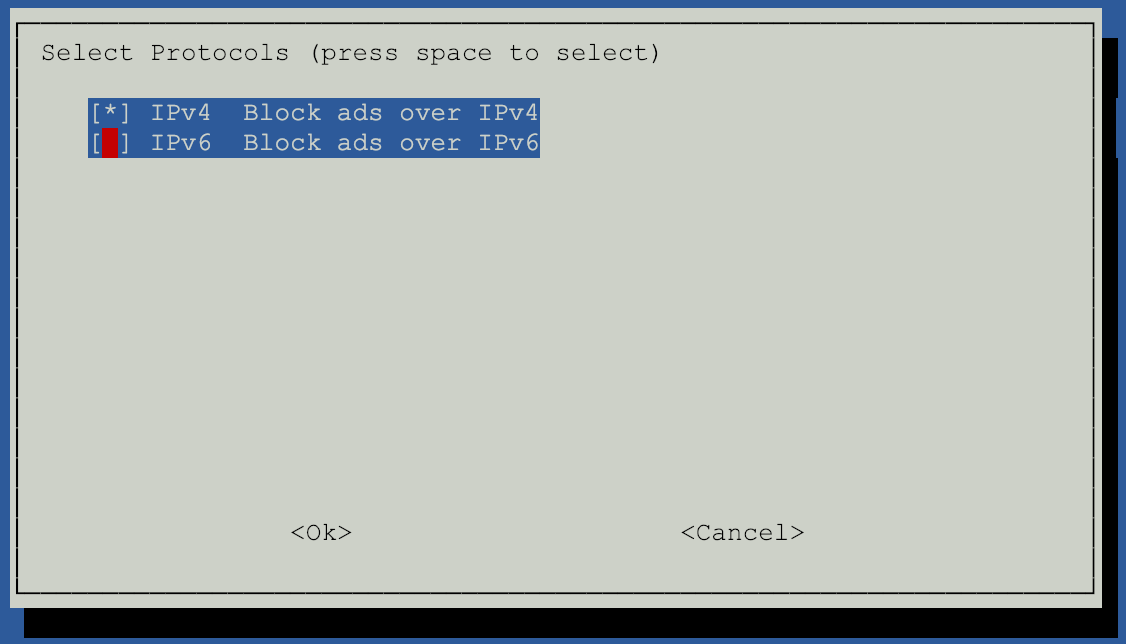 Select Protocols (press space to select)
[*] IPv4  Block ads over IPv4
[ ] IPv6  Block ads over IPv6
<Ok> <Cancel>